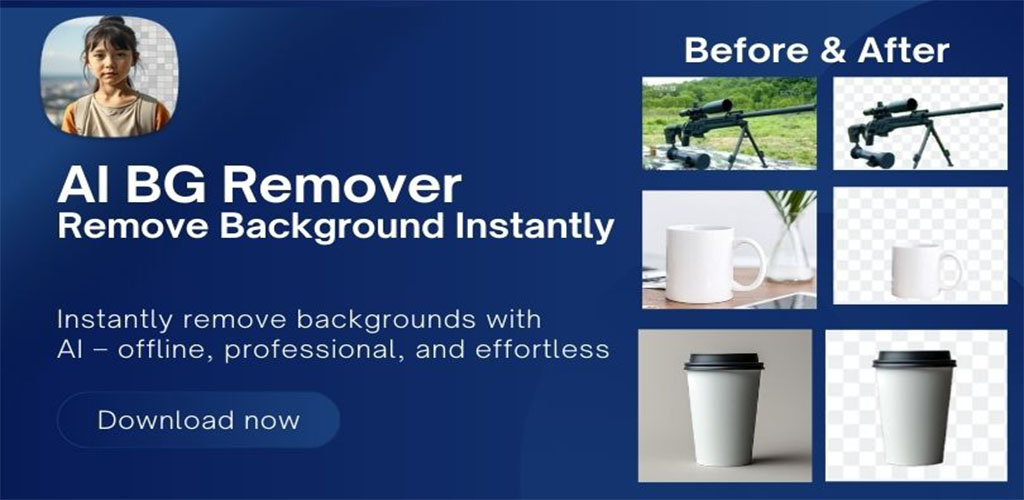 Before & After
AI BG Remover
Remove Background Instantly
Instantly remove backgrounds with
AI – offline, professional, and effortless
Download now